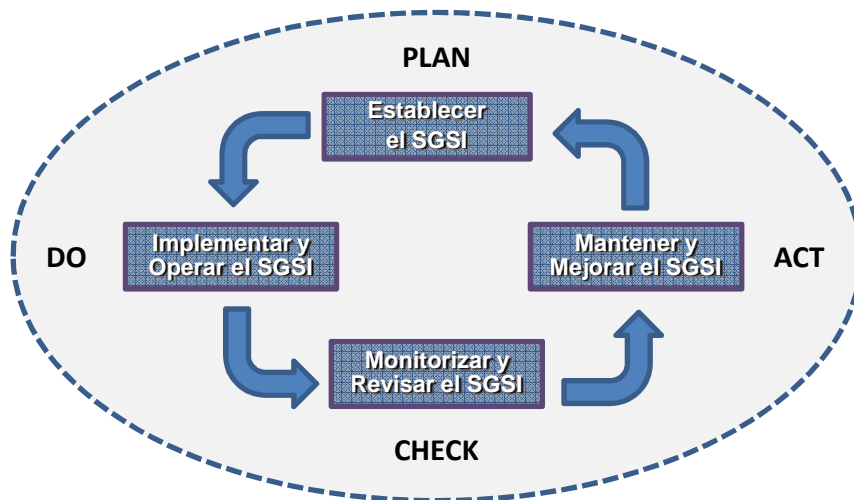 PLAN
Establecer
el SGSI
DO
Implementar y
Operar el SGSI
Mantener y
Mejorar el SGSI
ACT
Monitorizar y
Revisar el SGSI
CHECK